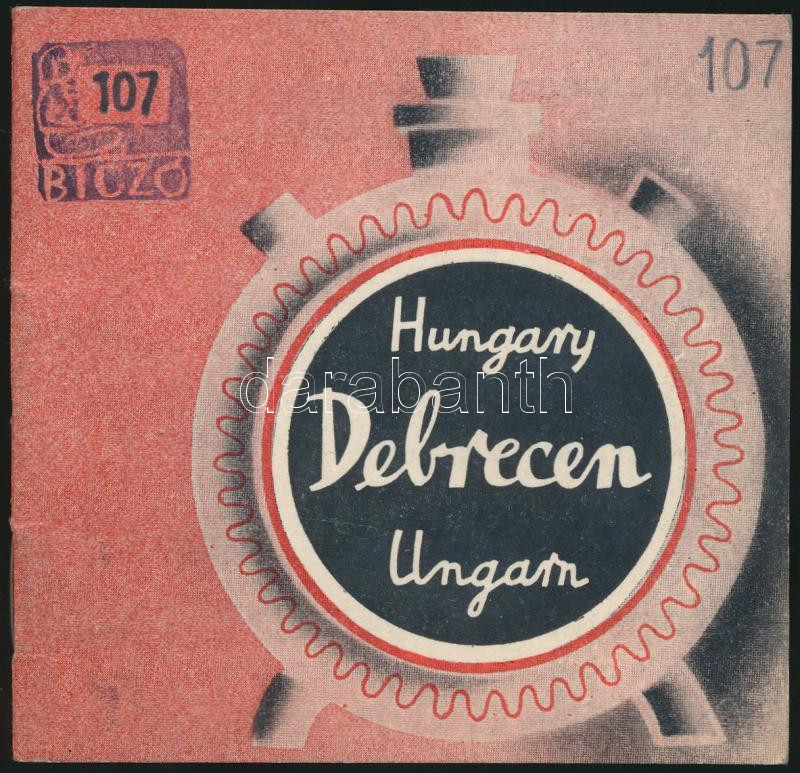 107
107
BICZÓ
Hungary
darabanth
Debrecen
Ungarn